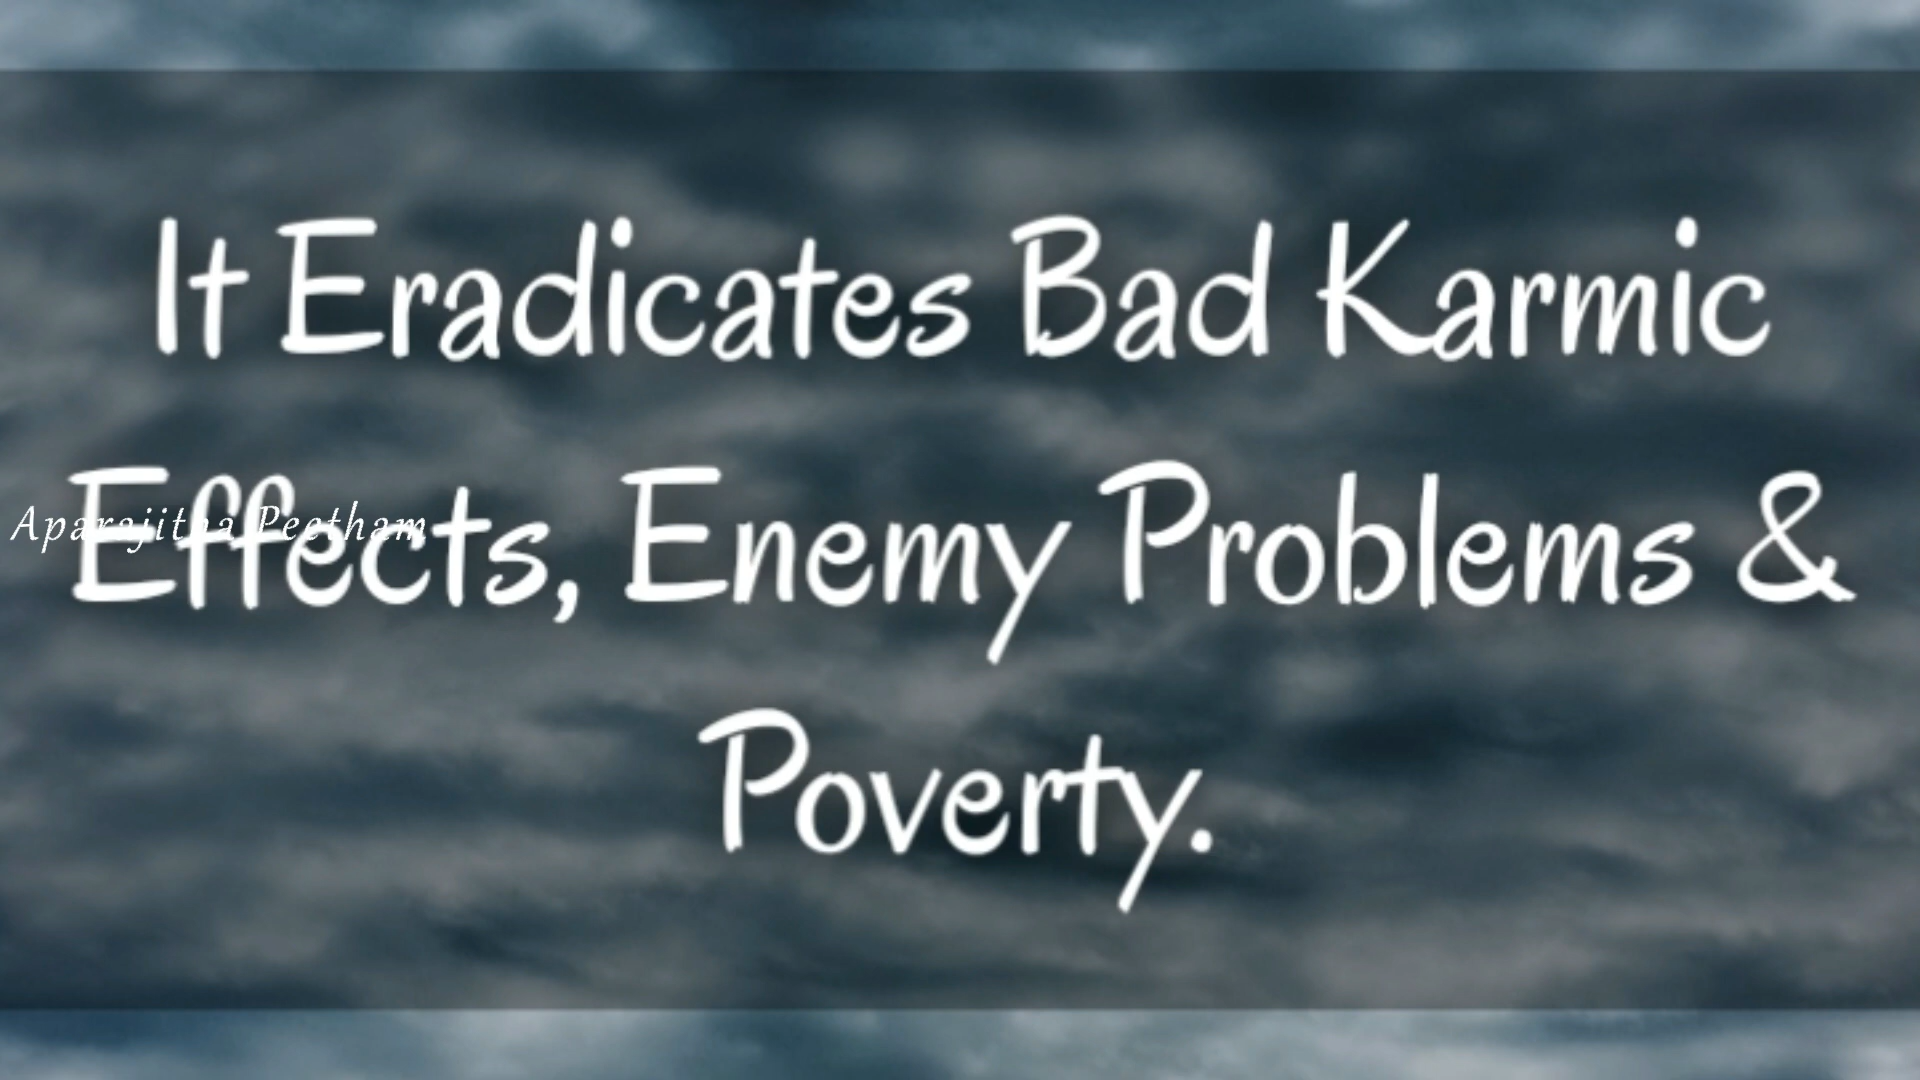 It Eradicates Bad Karmic
Effects, Enemy Problems &
Poverty.
Aparajitha Peetham